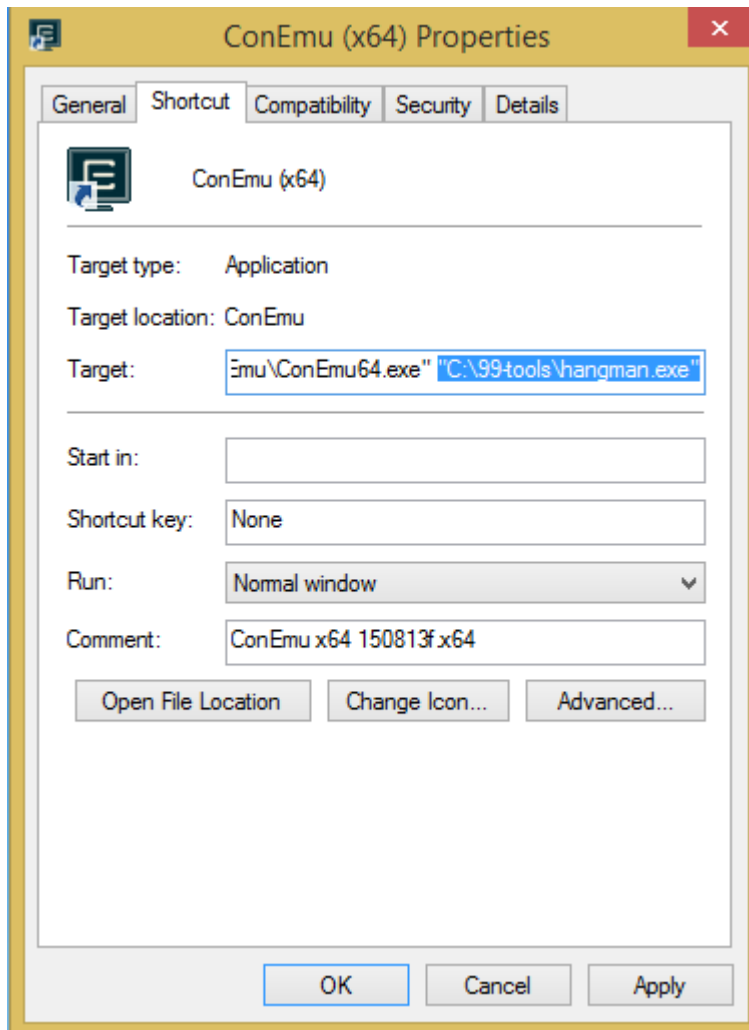 ConEmu (x64) Properties
General Shortcut Compatibility Security Details
ConEmu (x64)
Target type: Application
Target location: ConEmu
Target: Emu\ConEmu64.exe" "C:\99-tools\hangman.exe"
Start in:
Shortcut key: None
Run: Normal window
Comment: ConEmu x64 150813f.x64
Open File Location Change Icon... Advanced...
OK Cancel Apply